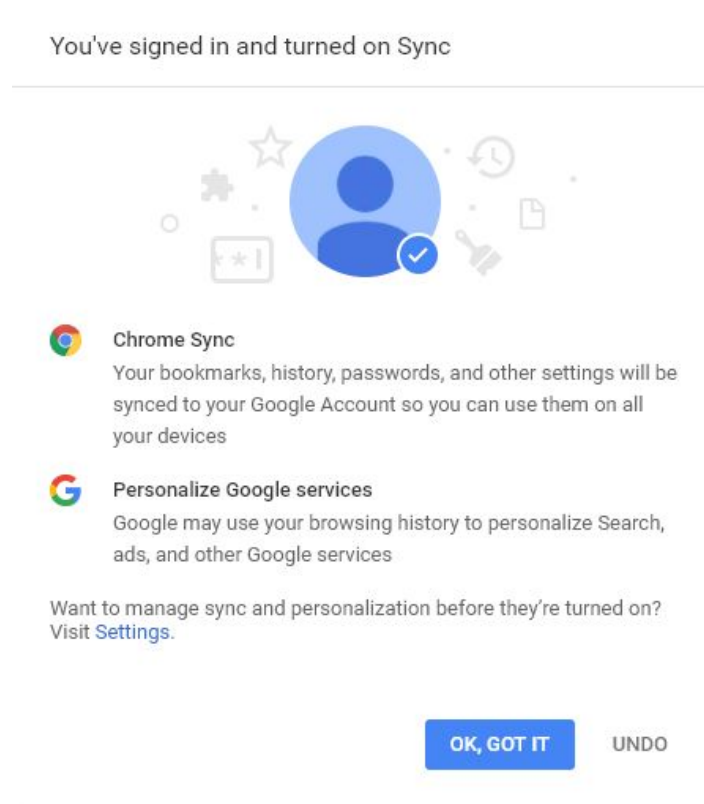 You've signed in and turned on Sync
**|
Chrome Sync
Your bookmarks, history, passwords, and other settings will be
synced to your Google Account so you can use them on all
your devices
G
Personalize Google services
Google may use your browsing history to personalize Search,
ads, and other Google services
Want to manage sync and personalization before they’re turned on?
Visit Settings.
OK, GOT IT
UNDO